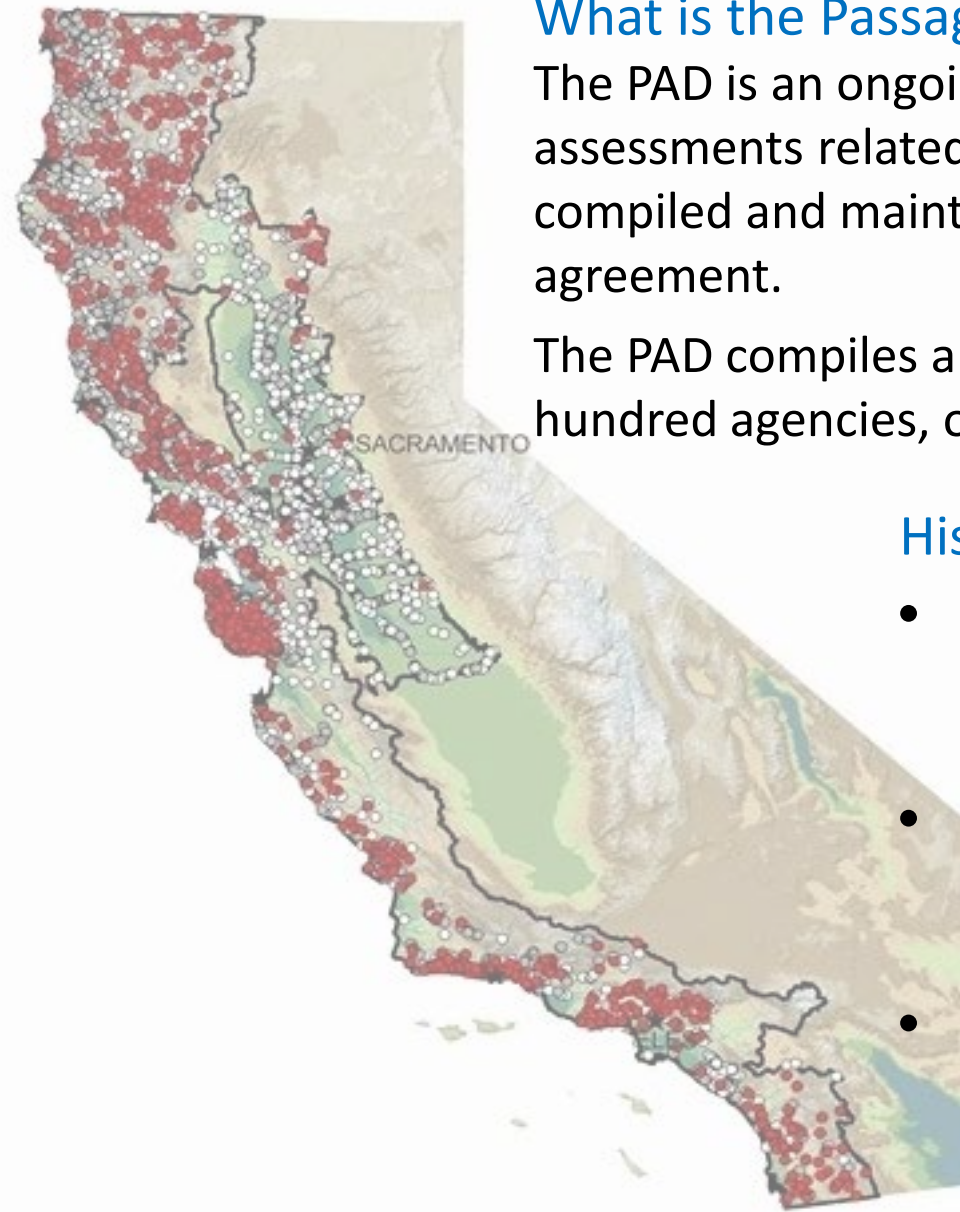 What is the Passag
The PAD is an ongoi
assessments related
compiled and maint
agreement.
The PAD compiles a
hundred agencies, o
SACRAMENTO
His
•
•
•